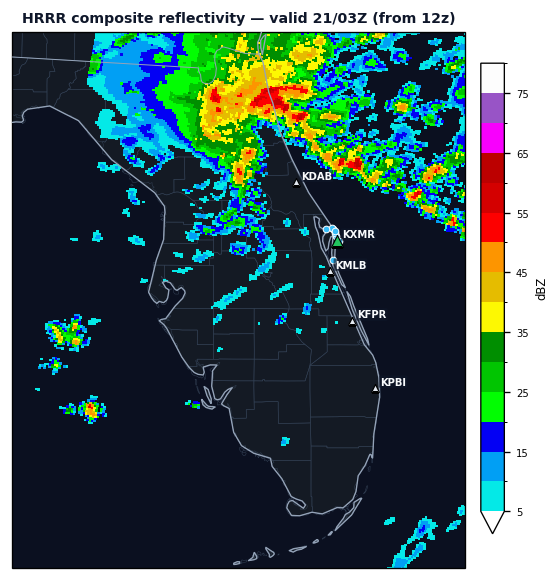 HRRR composite reflectivity — valid 21/03Z (from 12z)
KDAB
KXMR
KMLB
KFPR
KPBI
75
65
55
45
35
25
15
5
dBZ